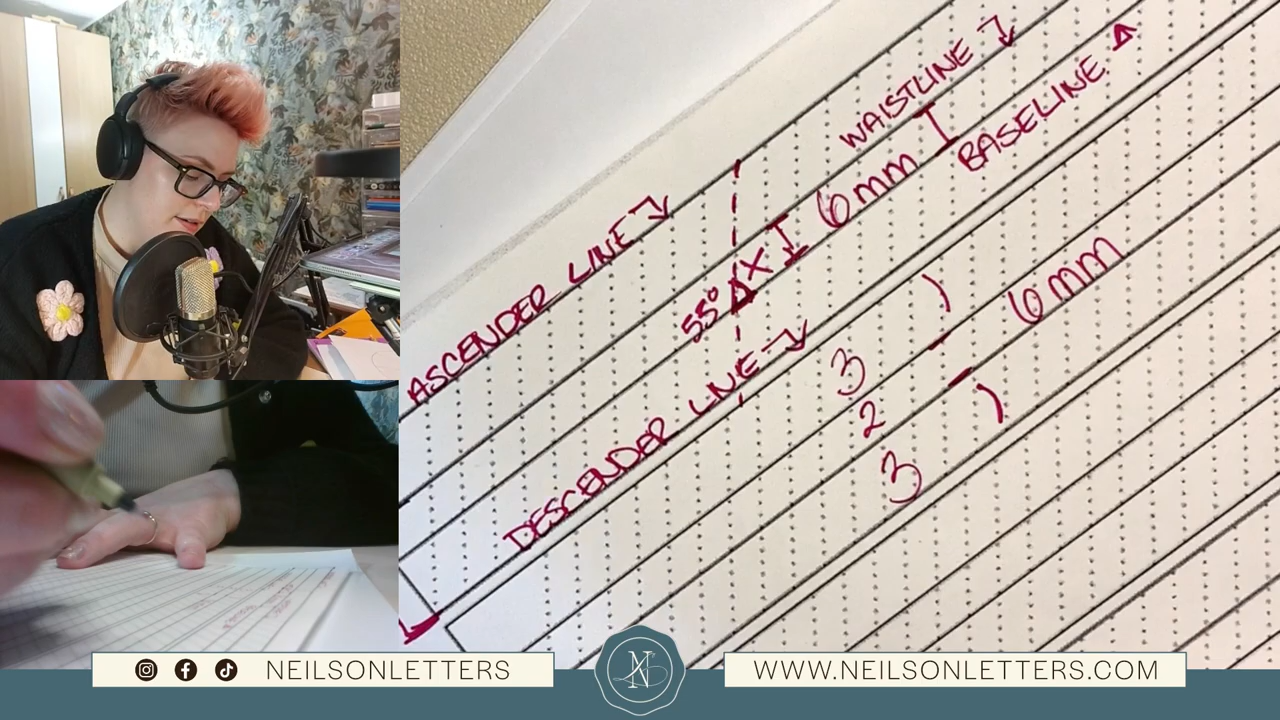 WAISTLINE
BASELINE
6mm
ASCENDER LINE
55° X
DESCENDER LINE
3
2
3
6mm
NEILSONLETTERS
N
WWW.NEILSONLETTERS.COM